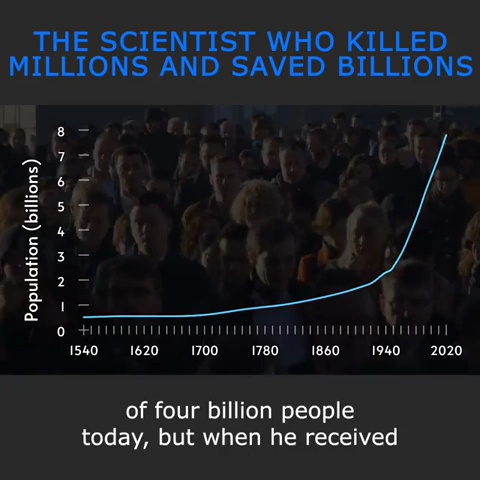 THE SCIENTIST WHO KILLED
MILLIONS AND SAVED BILLIONS
Population (billions)
8
7
6
5
4
3
2
1
0
1540 1620 1700 1780 1860 1940 2020
of four billion people
today, but when he received